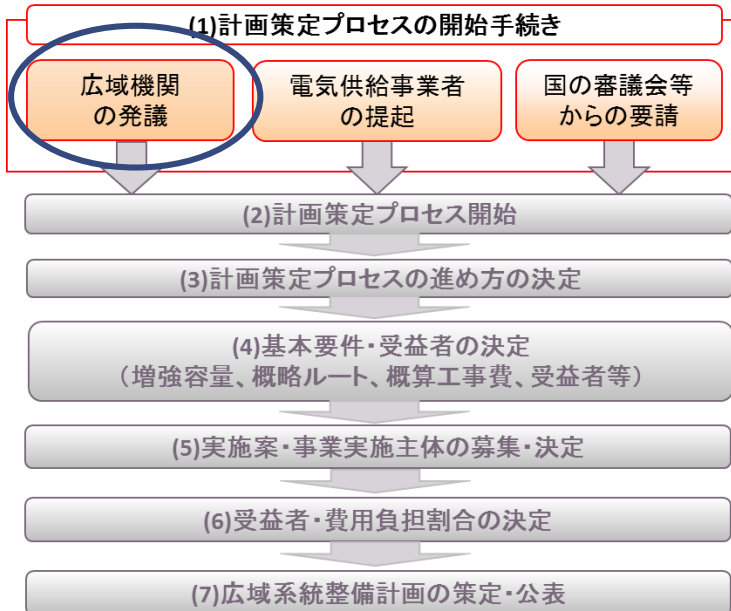 (1)計画策定プロセスの開始手続き
広域機関
の発議
電気供給事業者
の提起
国の審議会等
からの要請
(2)計画策定プロセス開始
(3)計画策定プロセスの進め方の決定
(4)基本要件・受益者の決定
（増強容量、概略ルート、概算工事費、受益者等）
(5)実施案・事業実施主体の募集・決定
(6)受益者・費用負担割合の決定
(7)広域系統整備計画の策定・公表